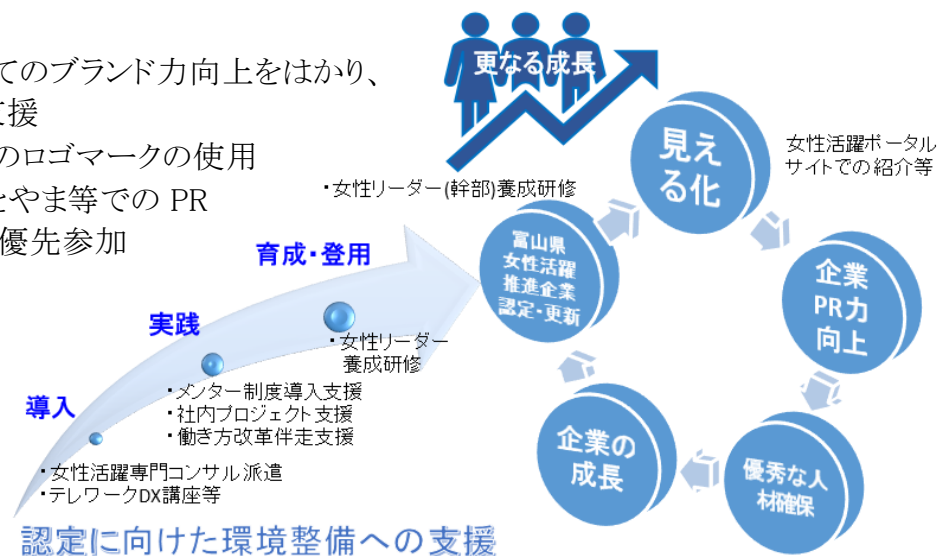 てのブランド力向上をはかり、
支援
のロゴマークの使用
とやま等での PR
優先参加
更なる成長
・女性リーダー(幹部)養成研修
見え
る化
女性活躍ポータル
サイトでの紹介等
富山県
女性活躍
推進企業
認定・更新
企業
PR力
向上
優秀な人
材確保
企業の
成長
育成・登用
・女性リーダー
養成研修
実践
・メンター制度導入支援
・社内プロジェクト支援
・働き方改革伴走支援
導入
・女性活躍専門コンサル派遣
・テレワークDX講座等
認定に向けた環境整備への支援